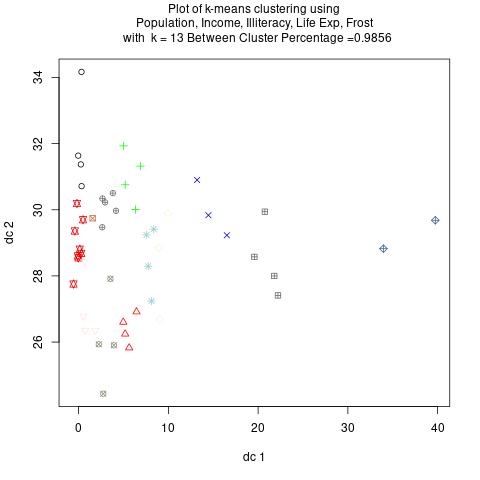 Plot of k-means clustering using
Population, Income, Illiteracy, Life Exp, Frost
with k = 13 Between Cluster Percentage =0.9856
34
32
30
28
26
dc 2
0 10 20 30 40
dc 1